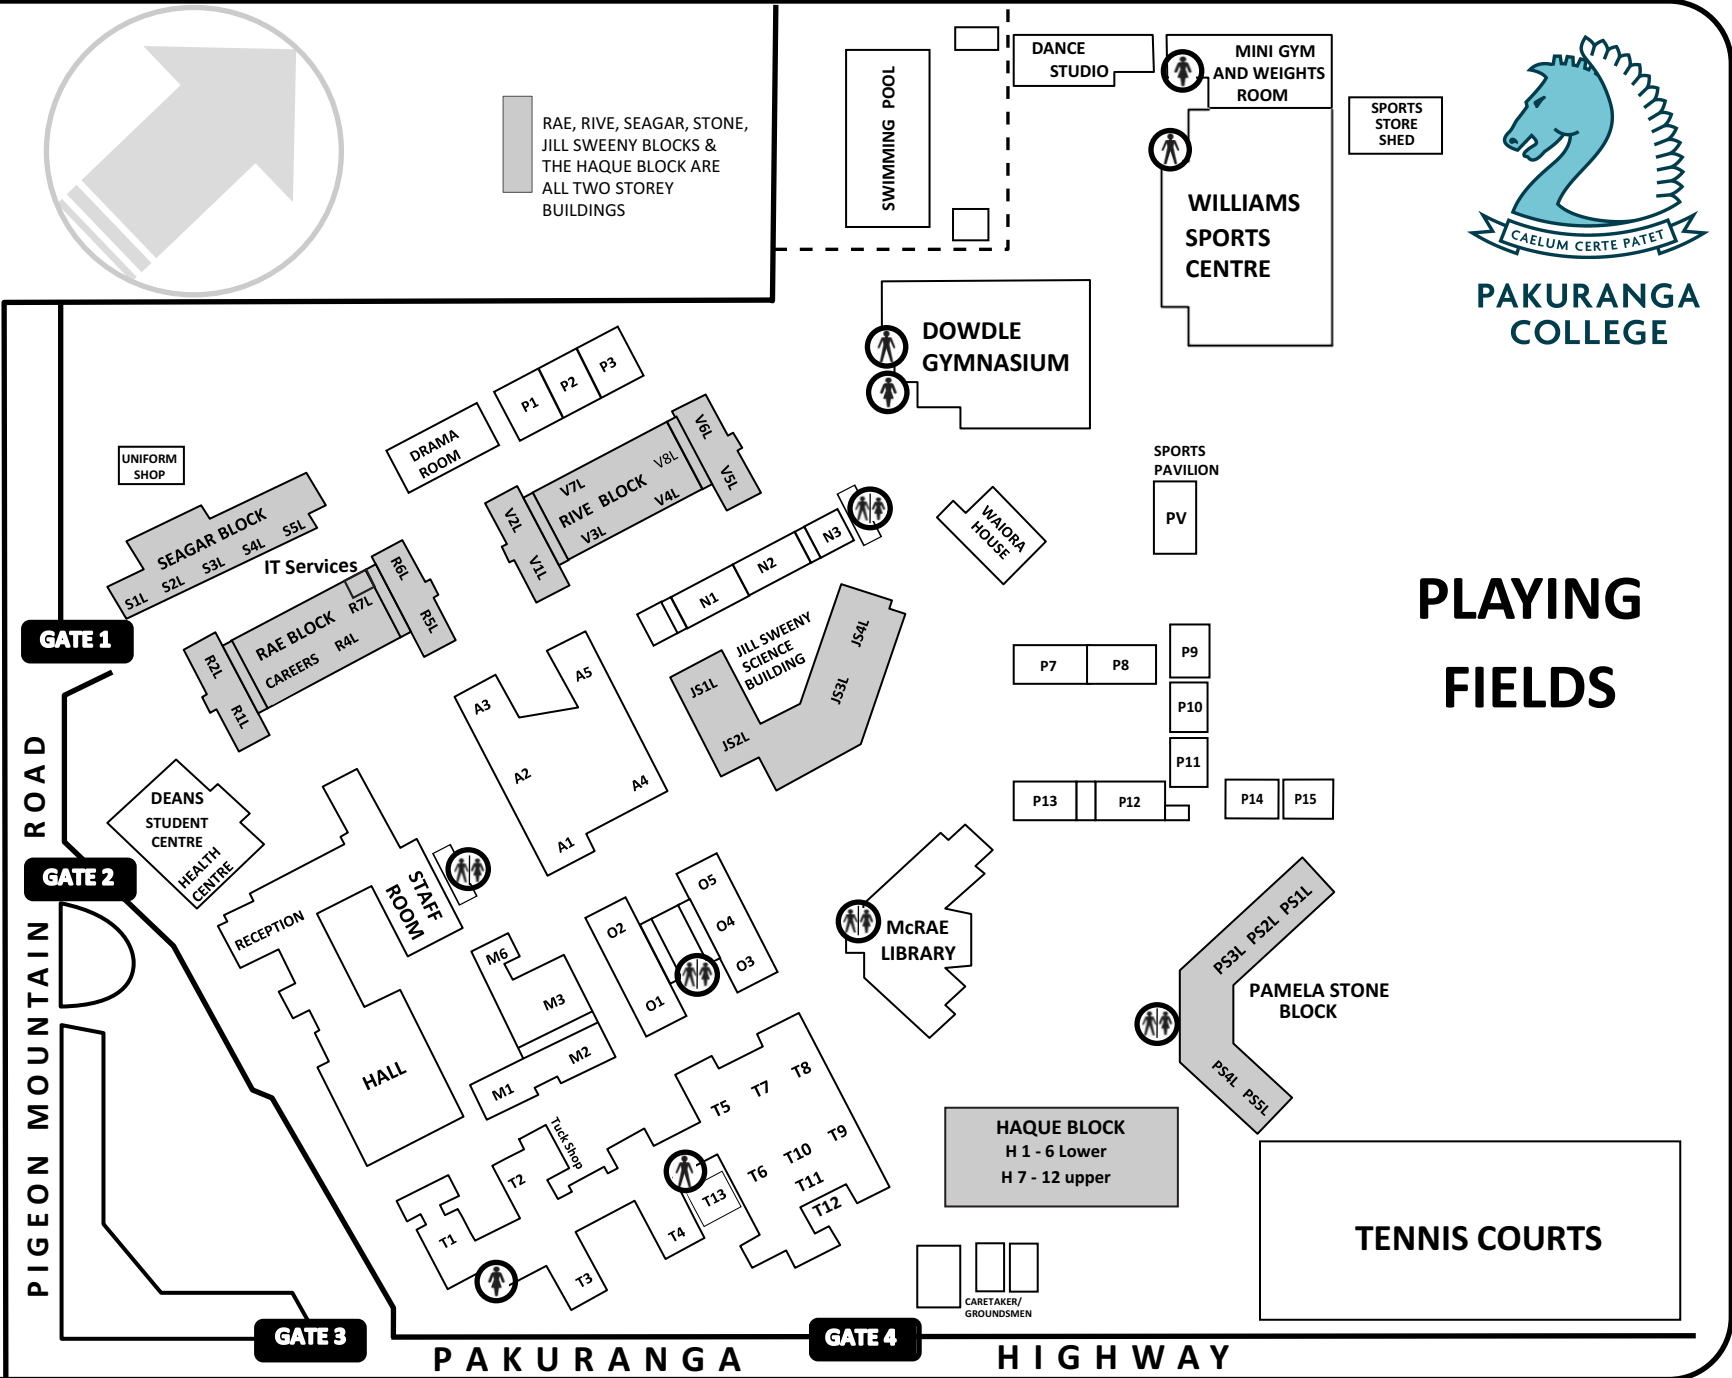 RAE, RIVE, SEAGAR, STONE,
JILL SWEENY BLOCKS &
THE HAQUE BLOCK ARE
ALL TWO STOREY
BUILDINGS
SWIMMING POOL
DANCE
STUDIO
MINI GYM
AND WEIGHTS
ROOM
SPORTS
STORE
SHED
WILLIAMS
SPORTS
CENTRE
CAELUM CERTE PATET
PAKURANGA
COLLEGE
DOWDLE
GYMNASIUM
P1
P2
P3
DRAMA
ROOM
UNIFORM
SHOP
SEAGAR BLOCK
S1L
S2L
S3L
S4L
S5L
IT Services
V2L
V1L
V7L
RIVE BLOCK
V3L
V8L
V4L
V6L
V5L
N1
N2
N3
WAIORA
HOUSE
SPORTS
PAVILION
PV
GATE 1
R2L
R1L
RAE BLOCK
CAREERS
R4L
R7L
R6L
R5L
JILL SWEENY
SCIENCE
BUILDING
JS1L
JS2L
JS3L
JS4L
A3
A5
A2
A4
A1
P7
P8
P9
P10
P11
P13
P12
P14
P15
PLAYING
FIELDS
DEANS
STUDENT
CENTRE
HEALTH
CENTRE
GATE 2
RECEPTION
STAFF
ROOM
HALL
M6
M3
M2
M1
O2
O1
O5
O4
O3
McRAE
LIBRARY
PS3L PS2L PS1L
PAMELA STONE
BLOCK
PS4L PS5L
Tuck Shop
T1
T2
T3
T4
T5
T7
T8
T9
T6
T10
T11
T12
T13
HAQUE BLOCK
H 1 - 6 Lower
H 7 - 12 upper
TENNIS COURTS
CARETAKER/
GROUNDSMEN
GATE 3
GATE 4
PIGEON MOUNTAIN ROAD
PAKURANGA HIGHWAY